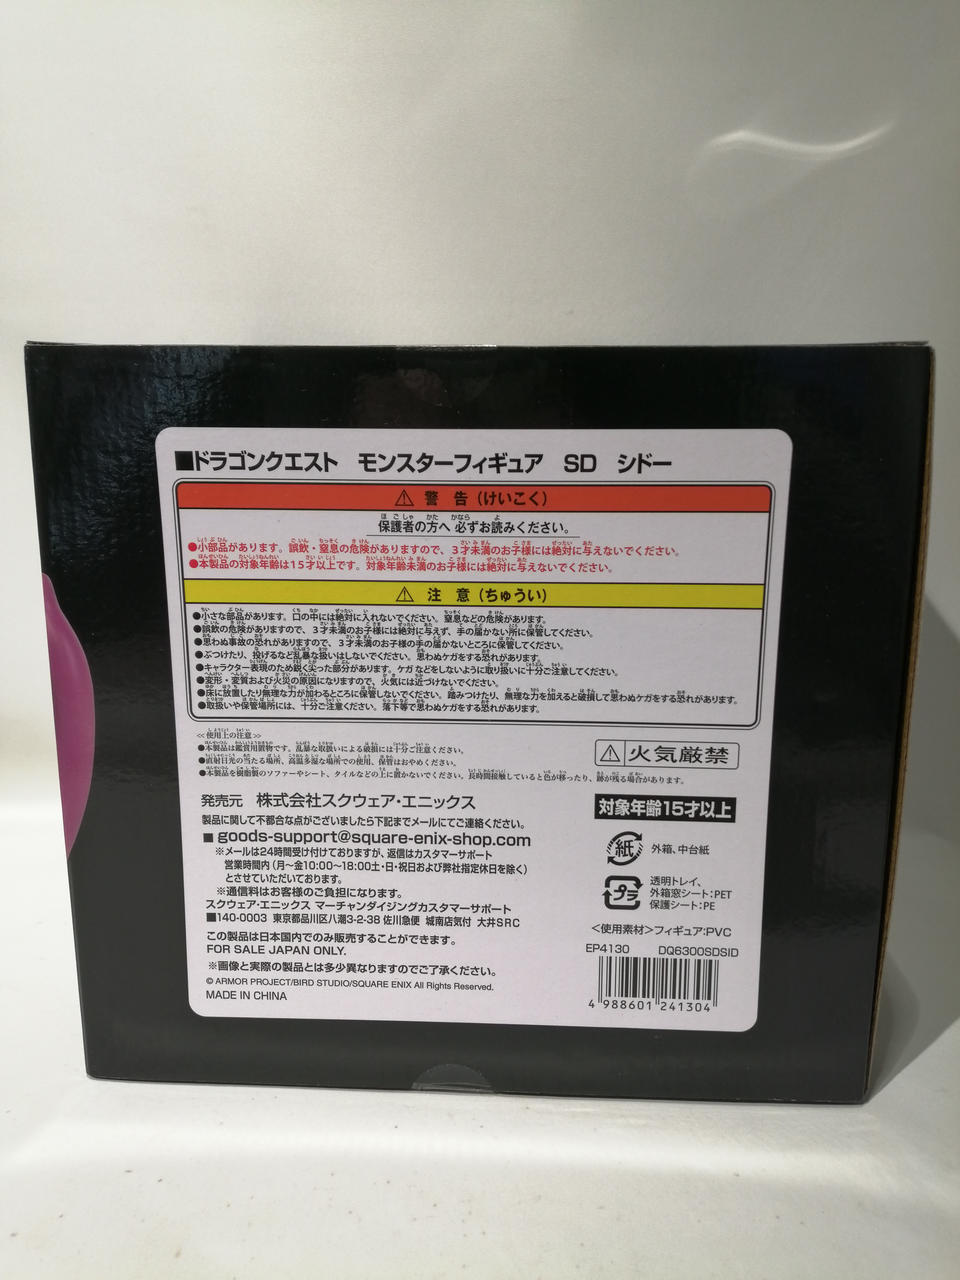 ■ドラゴンクエスト モンスターフィギュア SD シドー
⚠ 警 告 (けいこく)
保護者の方へ 必ずお読みください。
●小部品があります。誤飲・窒息の危険がありますので、3才未満のお子様には絶対に与えないでください。
●本製品の対象年齢は15才以上です。対象年齢未満のお子様には絶対に与えないでください。
⚠ 注 意 (ちゅうい)
●小さな部品があります。口の中には絶対に入れないでください。窒息などの危険があります。
●誤飲の危険がありますので、3才未満のお子様には絶対に与えず、手の届かない所に保管してください。
●思わぬ事故の恐れがありますので、3才未満のお子様の手の届かないところに保管してください。
●ぶつけたり、投げるなど乱暴な扱いはしないでください。思わぬケガをする恐れがあります。
●キャラクター表現のため鋭く尖った部分があります。ケガなどをしないように取り扱いに十分ご注意してください。
●変形・変質および火災の原因になりますので、火気には近づけないでください。
●床に放置したり無理な力が加わるところに保管しないでください。踏みつけたり、無理な力を加えると破損して思わぬケガをする恐れがあります。
●取扱いや保管場所には、十分ご注意ください。落下等で思わぬケガをする恐れがあります。
≪使用上の注意≫
●本製品は鑑賞用置物です。乱暴な取扱いによる破損には十分ご注意ください。
●直射日光の当たる場所、高温多湿な場所での使用、保管はおやめください。
●本製品を樹脂製のソファーやシート、タイルなどの上に置かないでください。長時間接触していると色が移ったり、跡が残る場合があります。
⚠ 火気厳禁
発売元 株式会社スクウェア・エニックス
製品に関して不都合な点がございましたら下記までメールにてご連絡ください。
■ goods-support@square-enix-shop.com
※メールは24時間受け付けておりますが、返信はカスタマーサポート
営業時間内(月〜金10:00〜18:00土・日・祝日および弊社指定休日を除く)
とさせていただいております。
※通信料はお客様のご負担になります。
スクウェア・エニックス マーチャンダイジングカスタマーサポート
■140-0003 東京都品川区八潮3-2-38 佐川急便 城南店気付 大井SRC
この製品は日本国内でのみ販売することができます。
FOR SALE JAPAN ONLY.
※画像と実際の製品とは多少異なりますのでご了承ください。
© ARMOR PROJECT/BIRD STUDIO/SQUARE ENIX All Rights Reserved.
MADE IN CHINA
対象年齢15才以上
紙 外箱、中台紙
プラ 透明トレイ、
外箱窓シート:PET
保護シート:PE
<使用素材>フィギュア:PVC
EP4130 DQ6300SDSID
4 988601 241304